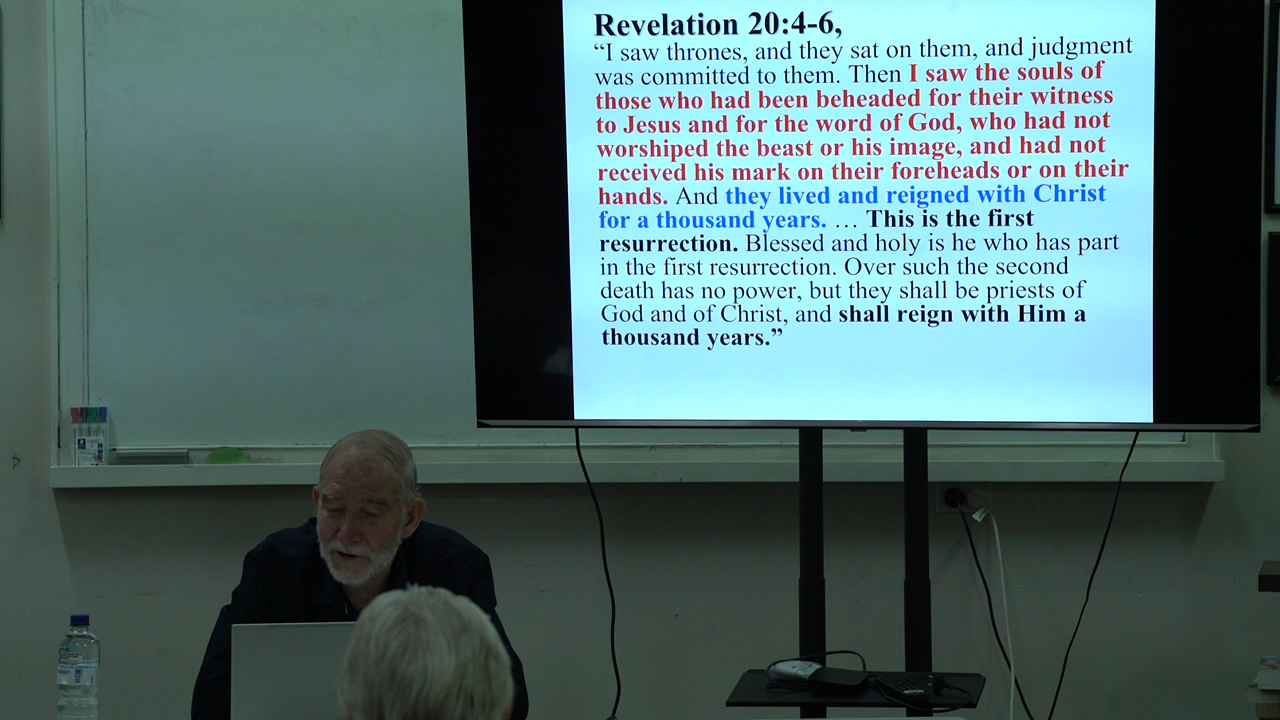 Revelation 20:4-6,
“I saw thrones, and they sat on them, and judgment
was committed to them. Then I saw the souls of
those who had been beheaded for their witness
to Jesus and for the word of God, who had not
worshiped the beast or his image, and had not
received his mark on their foreheads or on their
hands. And they lived and reigned with Christ
for a thousand years. … This is the first
resurrection. Blessed and holy is he who has part
in the first resurrection. Over such the second
death has no power, but they shall be priests of
God and of Christ, and shall reign with Him a
thousand years.”